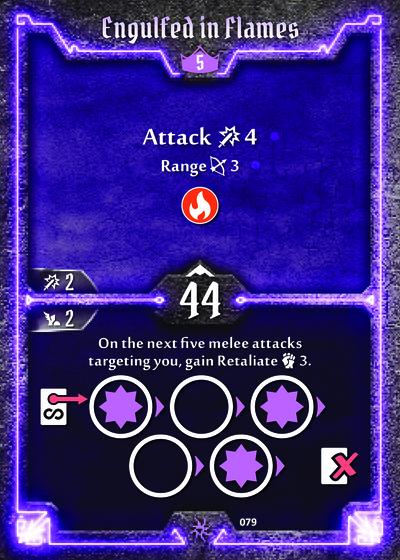 Engulfed in Flames
5
Attack 4
Range 3
2
44
2
On the next five melee attacks
targeting you, gain Retaliate 3.
S
079